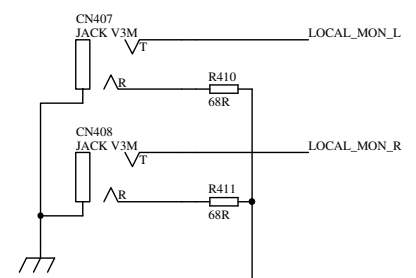 CN407
JACK V3M
T
LOCAL_MON_L
R
R410
68R
CN408
JACK V3M
T
LOCAL_MON_R
R
R411
68R